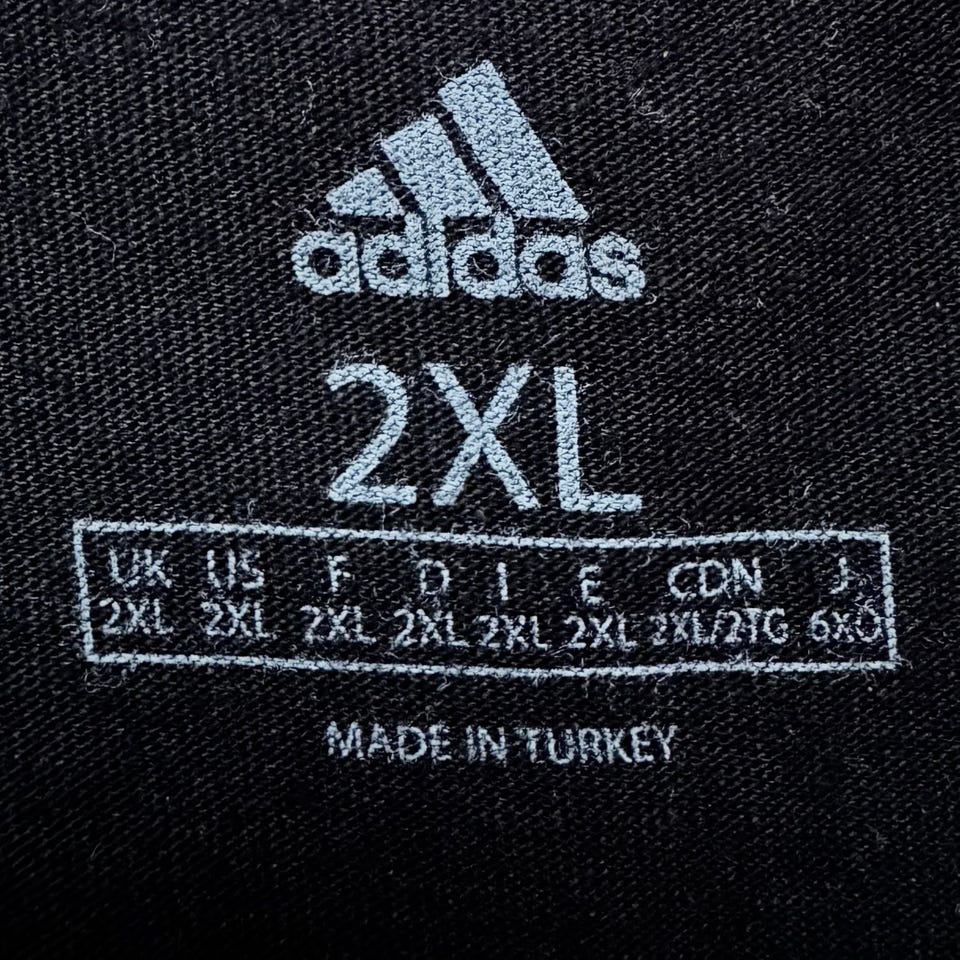 adidas
2XL
UK US F D I E CDN J
2XL 2XL 2XL 2XL 2XL 2XL 2XL/2TG 6XO
MADE IN TURKEY